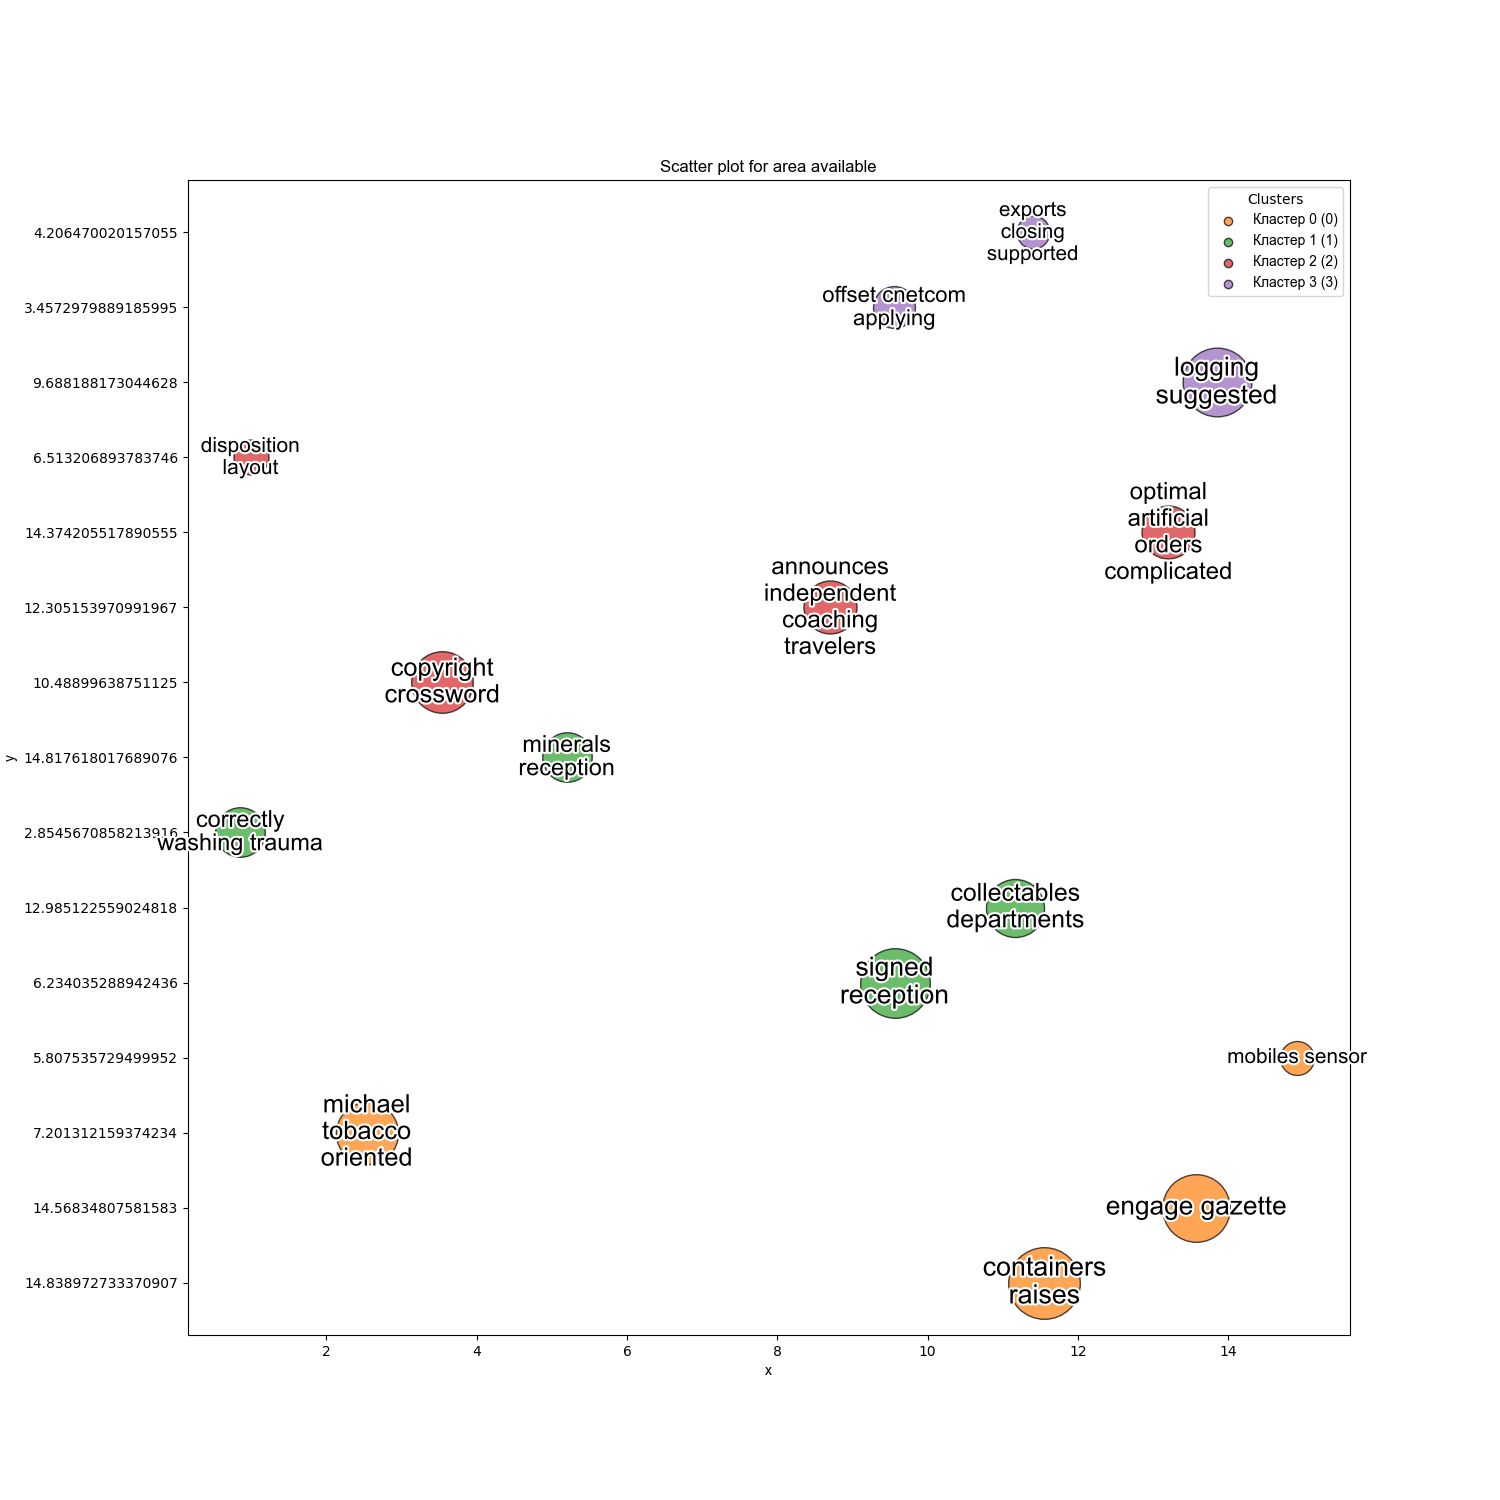 Scatter plot for area available
Clusters
Кластер 0 (0)
Кластер 1 (1)
Кластер 2 (2)
Кластер 3 (3)
4.206470020157055
3.4572979889185995
9.688188173044628
6.513206893783746
14.374205517890555
12.305153970991967
10.48899638751125
14.817618017689076
2.8545670858213916
12.985122559024818
6.234035288942436
5.807535729499952
7.201312159374234
14.56834807581583
14.838972733370907
y
exports
closing
supported
offset cnetcom
applying
logging
suggested
disposition
layout
optimal
artificial
orders
complicated
announces
independent
coaching
travelers
copyright
crossword
minerals
reception
correctly
washing trauma
collectables
departments
signed
reception
mobiles sensor
michael
tobacco
oriented
engage gazette
containers
raises
2
4
6
8
10
12
14
x